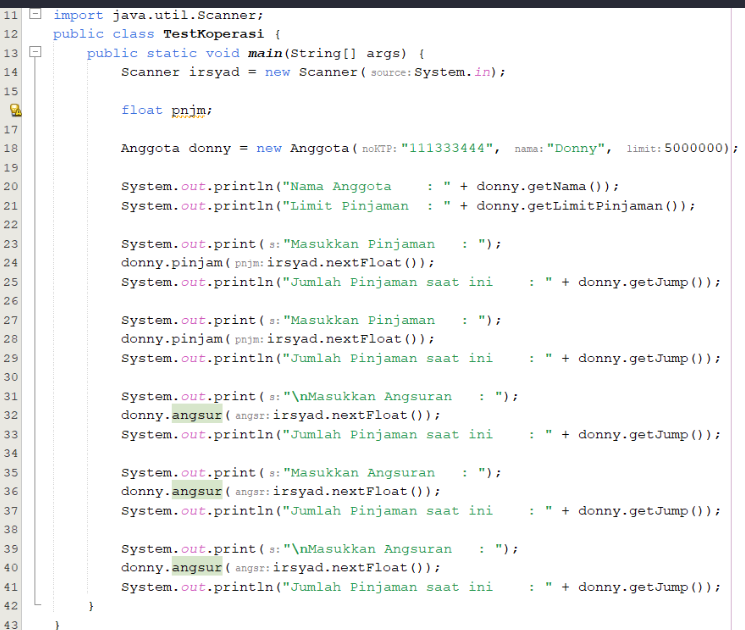 11 import java.util.Scanner;
12 public class TestKoperasi {
13 public static void main(String[] args) {
14 Scanner irsyad = new Scanner( source: System.in);
15
float pnjm;
17
18 Anggota donny = new Anggota( noKTP: "111333444", nama: "Donny", limit: 5000000);
19
20 System.out.println("Nama Anggota    : " + donny.getNama());
21 System.out.println("Limit Pinjaman  : " + donny.getLimitPinjaman());
22
23 System.out.print( s: "Masukkan Pinjaman   : ");
24 donny.pinjam( pnjm: irsyad.nextFloat());
25 System.out.println("Jumlah Pinjaman saat ini    : " + donny.getJump());
26
27 System.out.print( s: "Masukkan Pinjaman   : ");
28 donny.pinjam( pnjm: irsyad.nextFloat());
29 System.out.println("Jumlah Pinjaman saat ini    : " + donny.getJump());
30
31 System.out.print( s: "\nMasukkan Angsuran   : ");
32 donny.angsur( angsr: irsyad.nextFloat());
33 System.out.println("Jumlah Pinjaman saat ini    : " + donny.getJump());
34
35 System.out.print( s: "Masukkan Angsuran   : ");
36 donny.angsur( angsr: irsyad.nextFloat());
37 System.out.println("Jumlah Pinjaman saat ini    : " + donny.getJump());
38
39 System.out.print( s: "\nMasukkan Angsuran   : ");
40 donny.angsur( angsr: irsyad.nextFloat());
41 System.out.println("Jumlah Pinjaman saat ini    : " + donny.getJump());
42 }
43 }